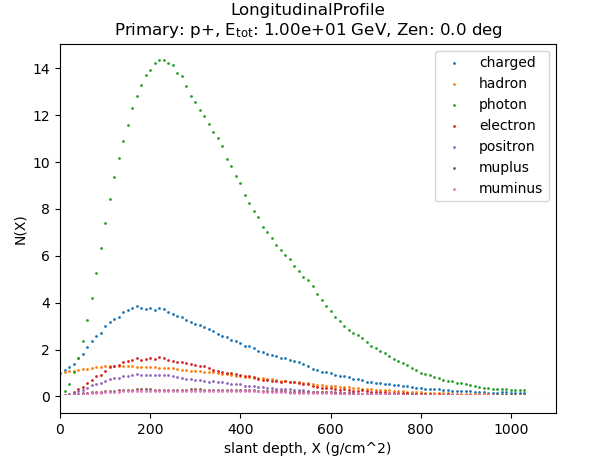 LongitudinalProfile
Primary: p+, E_tot: 1.00e+01 GeV, Zen: 0.0 deg
charged
hadron
photon
electron
positron
muplus
muminus
14
12
10
8
6
4
2
0
N(X)
0 200 400 600 800 1000
slant depth, X (g/cm^2)